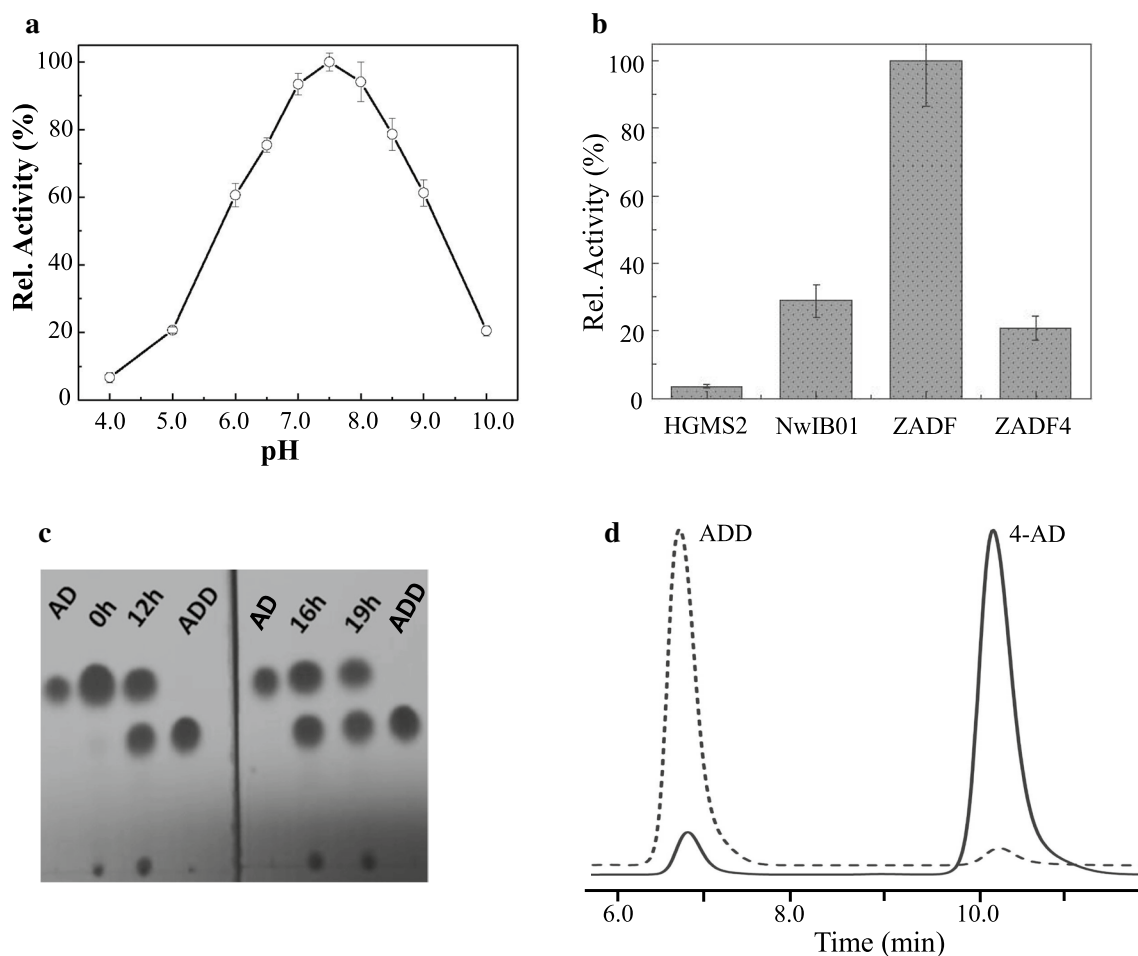 a
100
80
60
40
20
0
Rel. Activity (%)
4.0 5.0 6.0 7.0 8.0 9.0 10.0
pH
b
100
80
60
40
20
0
Rel. Activity (%)
HGMS2 NwIB01 ZADF ZADF4
c
AD 0h 12h ADD AD 16h 19h ADD
d
ADD 4-AD
6.0 8.0 10.0
Time (min)